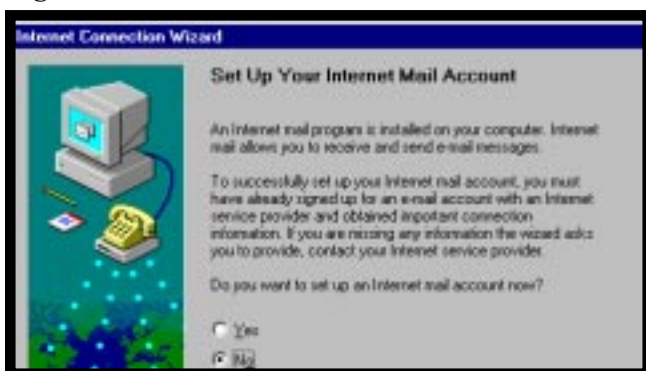 Internet Connection Wizard
Set Up Your Internet Mail Account
An Internet mail program is installed on your computer. Internet
mail allows you to receive and send e-mail messages.
To successfully set up your Internet mail account, you must
have already signed up for an e-mail account with an Internet
service provider and obtained important connection
information. If you are missing any information the wizard asks
you to provide, contact your Internet service provider.
Do you want to set up an Internet mail account now?
Yes
No